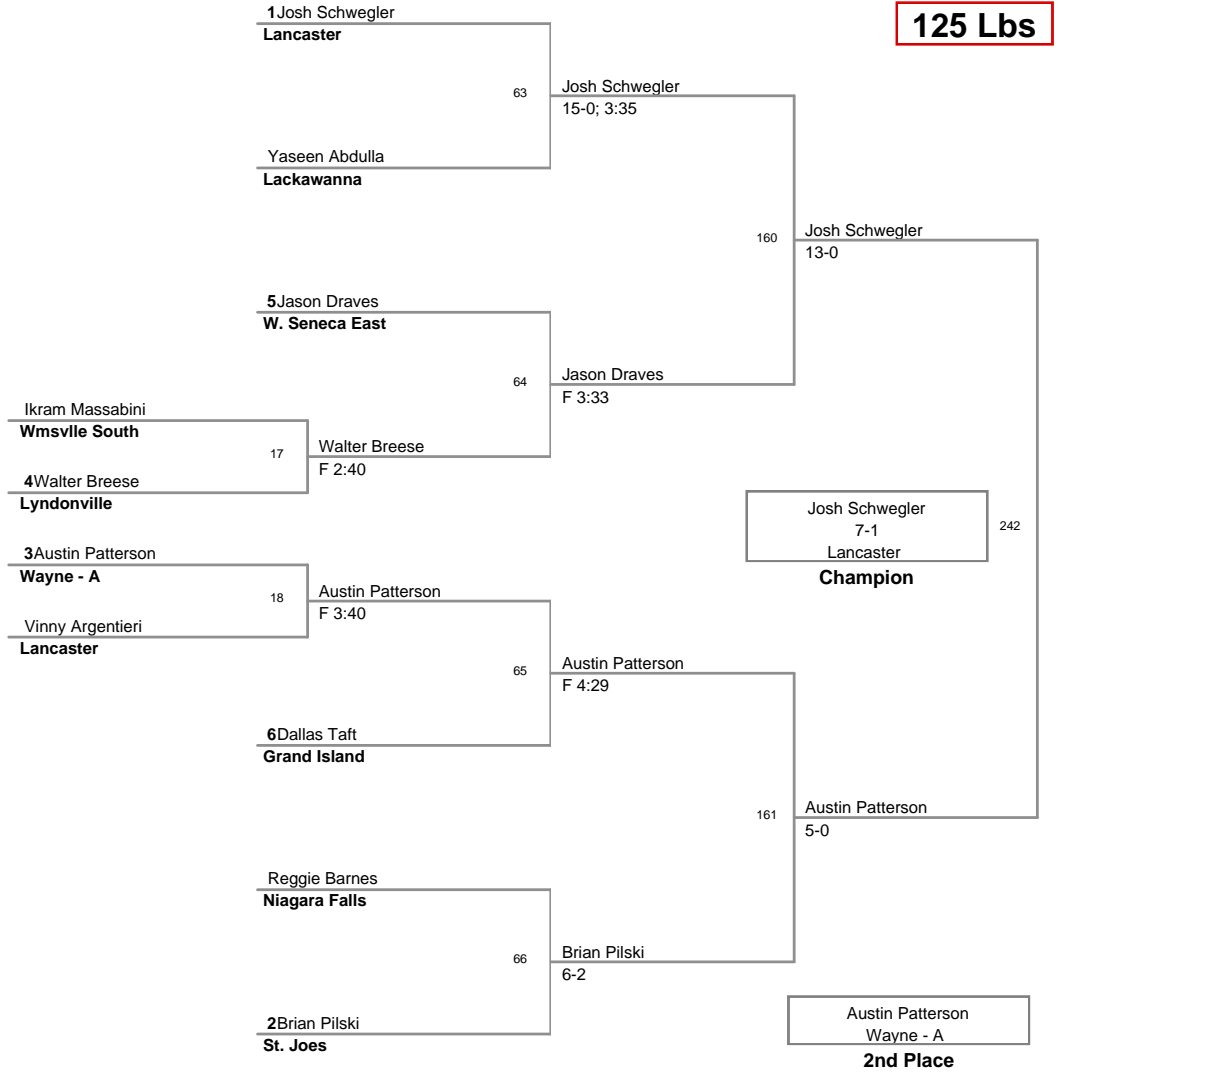 125 Lbs
1Josh Schwegler
Lancaster
63
Josh Schwegler
15-0; 3:35
Yaseen Abdulla
Lackawanna
160
Josh Schwegler
13-0
5Jason Draves
W. Seneca East
64
Jason Draves
F 3:33
Ikram Massabini
Wmsvlle South
17
Walter Breese
F 2:40
4Walter Breese
Lyndonville
Josh Schwegler
7-1
Lancaster
Champion
242
3Austin Patterson
Wayne - A
18
Austin Patterson
F 3:40
Vinny Argentieri
Lancaster
65
Austin Patterson
F 4:29
6Dallas Taft
Grand Island
161
Austin Patterson
5-0
Reggie Barnes
Niagara Falls
66
Brian Pilski
6-2
2Brian Pilski
St. Joes
Austin Patterson
Wayne - A
2nd Place